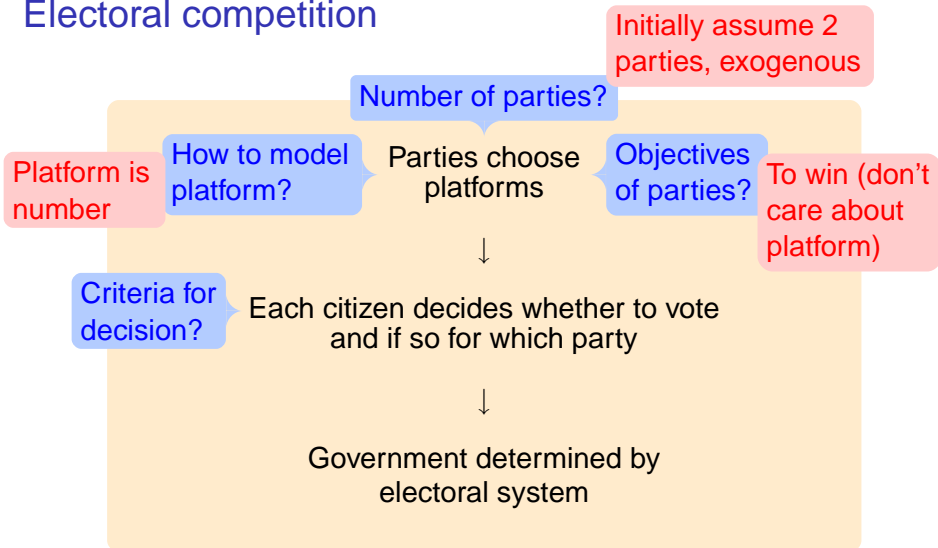 Electoral competition
Initially assume 2
parties, exogenous
Number of parties?
Platform is
number
How to model
platform?
Parties choose
platforms
Objectives
of parties?
To win (don't
care about
platform)
↓
Criteria for
decision?
Each citizen decides whether to vote
and if so for which party
↓
Government determined by
electoral system